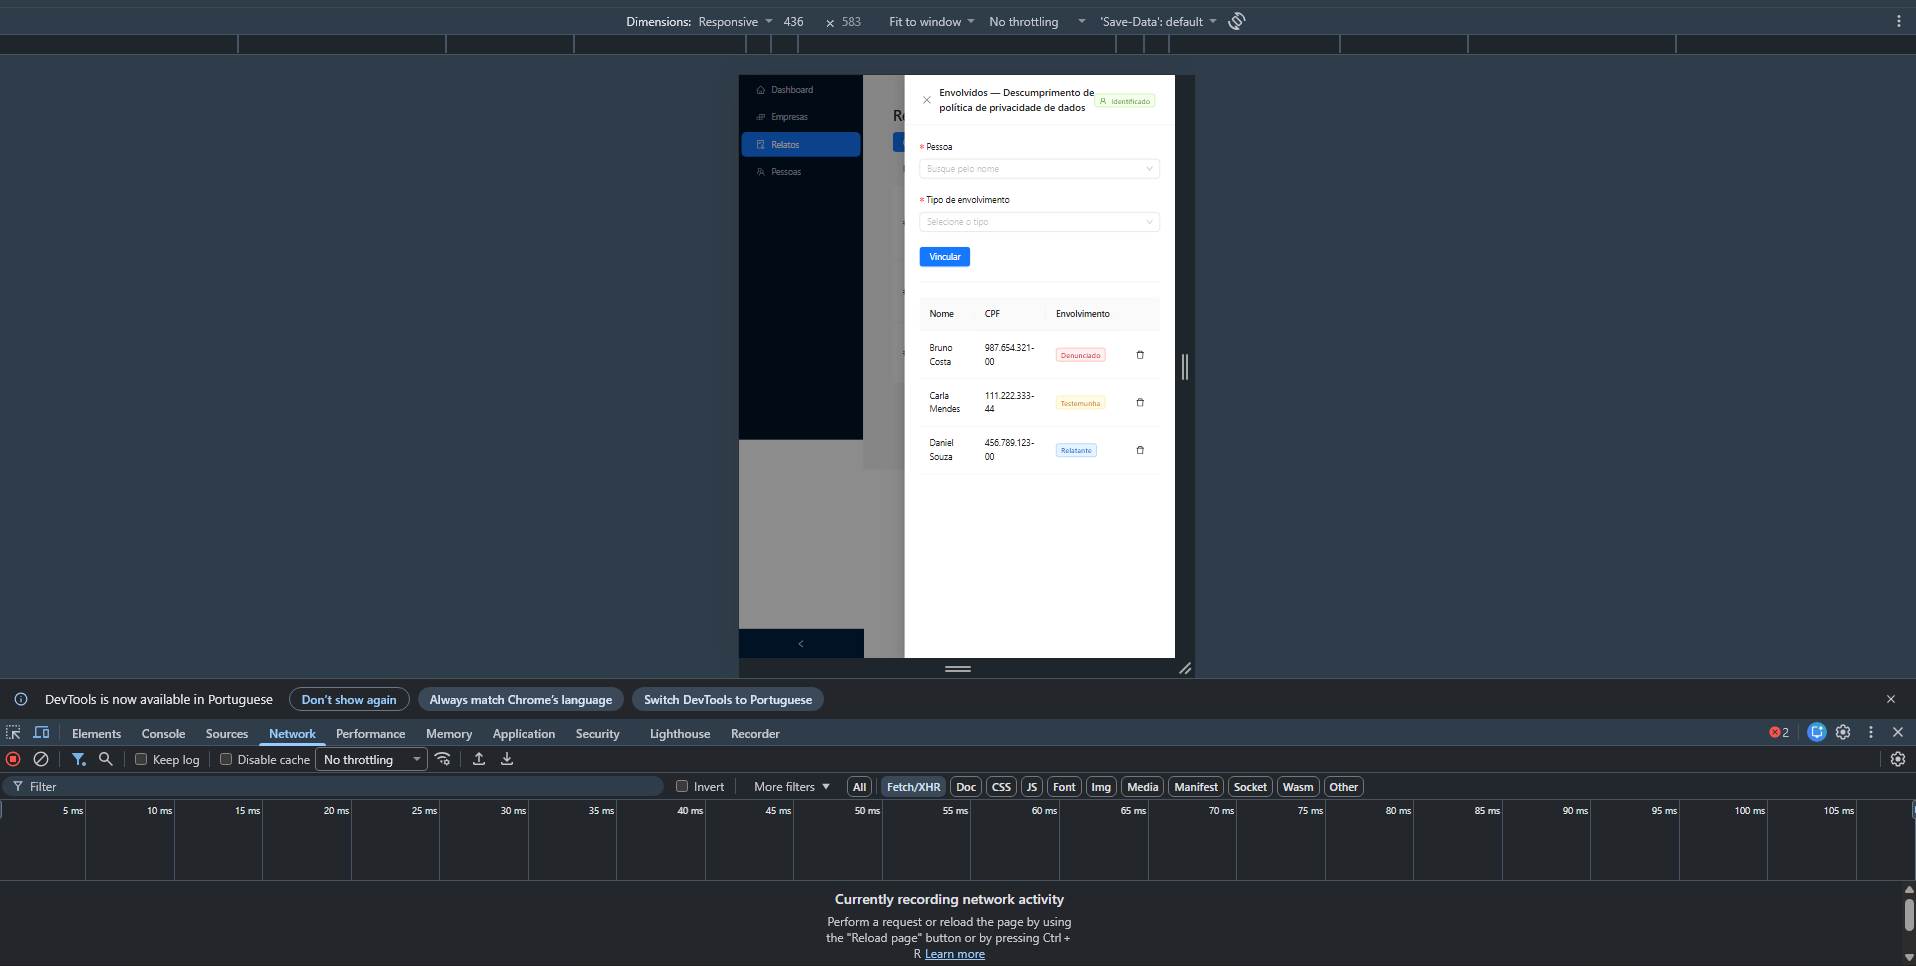 Dimensions: Responsive 436 × 583 Fit to window No throttling 'Save-Data': default
Dashboard
Empresas
Relatos
Pessoas
Envolvidos — Descumprimento de
política de privacidade de dados
Identificado
* Pessoa
Busque pelo nome
* Tipo de envolvimento
Selecione o tipo
Vincular
Nome CPF Envolvimento
Bruno
Costa
987.654.321-
00
Denunciado
Carla
Mendes
111.222.333-
44
Testemunha
Daniel
Souza
456.789.123-
00
Relatante
DevTools is now available in Portuguese Don't show again Always match Chrome's language Switch DevTools to Portuguese
Elements Console Sources Network Performance Memory Application Security Lighthouse Recorder 2
Keep log Disable cache No throttling
Filter Invert More filters All Fetch/XHR Doc CSS JS Font Img Media Manifest Socket Wasm Other
5 ms 10 ms 15 ms 20 ms 25 ms 30 ms 35 ms 40 ms 45 ms 50 ms 55 ms 60 ms 65 ms 70 ms 75 ms 80 ms 85 ms 90 ms 95 ms 100 ms 105 ms
Currently recording network activity
Perform a request or reload the page by using
the "Reload page" button or by pressing Ctrl +
R Learn more